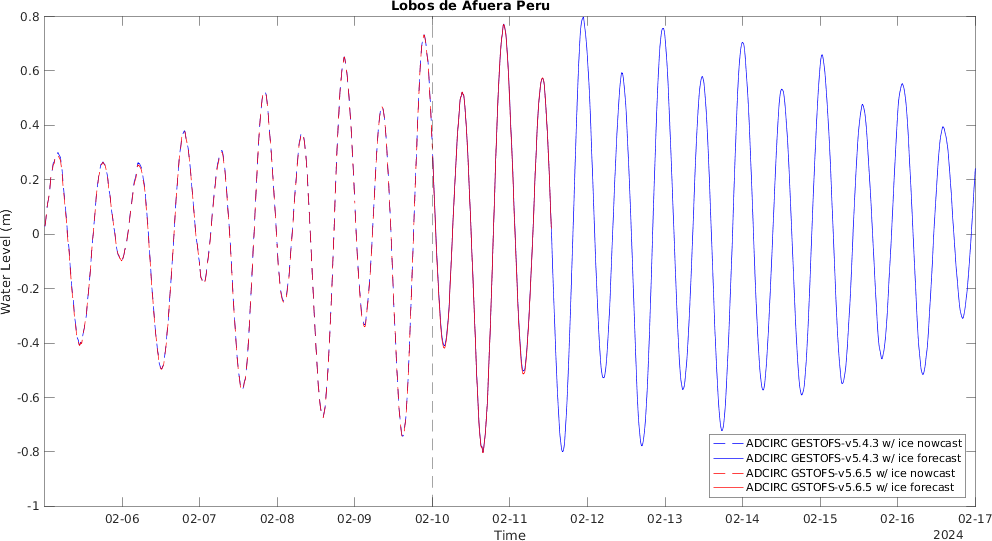 Lobos de Afuera Peru
Water Level (m)
0.8
0.6
0.4
0.2
0
-0.2
-0.4
-0.6
-0.8
-1
ADCIRC GESTOFS-v5.4.3 w/ ice nowcast
ADCIRC GESTOFS-v5.4.3 w/ ice forecast
ADCIRC GSTOFS-v5.6.5 w/ ice nowcast
ADCIRC GSTOFS-v5.6.5 w/ ice forecast
02-06 02-07 02-08 02-09 02-10 02-11 02-12 02-13 02-14 02-15 02-16 02-17
Time
2024